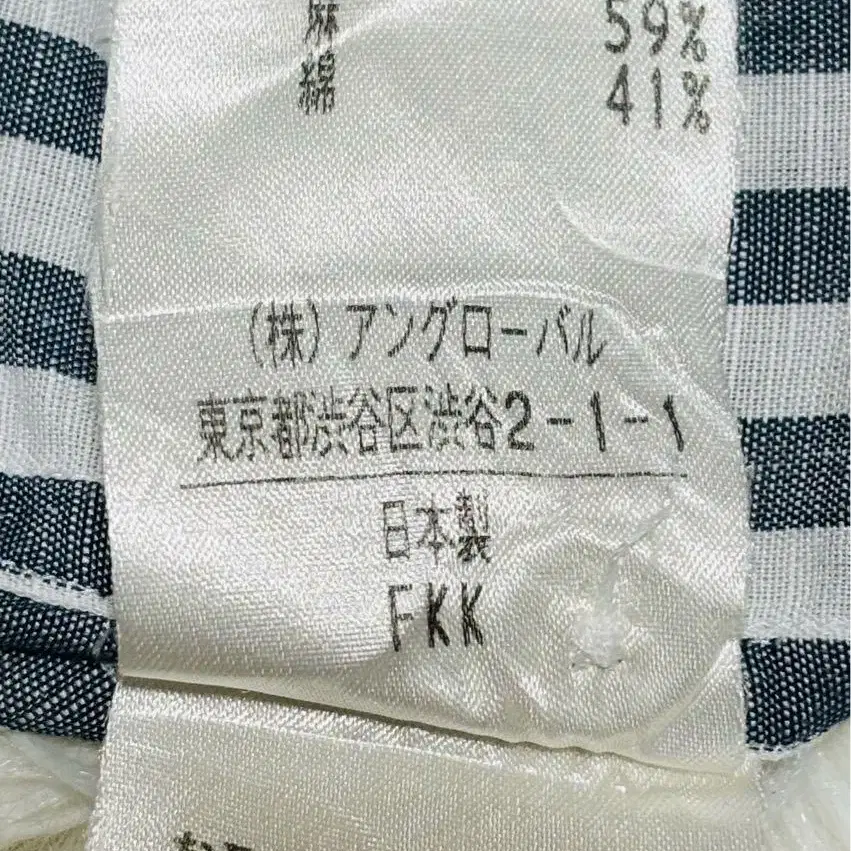 麻 59%
綿 41%
(株) アングローバル
東京都渋谷区渋谷2-1-1
日本製
FKK